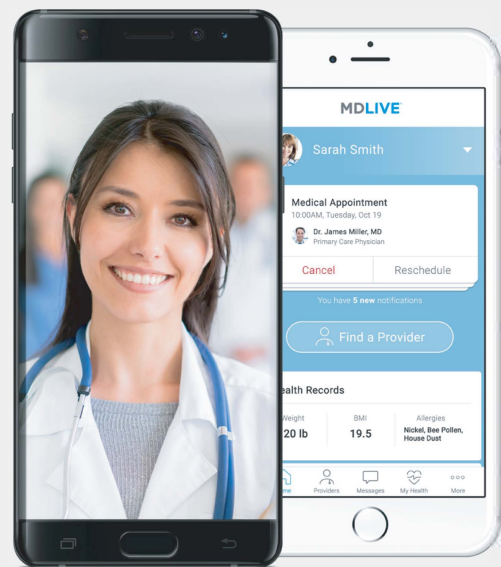 MDLIVE
Sarah Smith
Medical Appointment
10:00AM, Tuesday, Oct 19
Dr. James Miller, MD
Primary Care Physician
Cancel Reschedule
You have 5 new notifications
Find a Provider
ealth Records
Weight BMI Allergies
20 lb 19.5 Nickel, Bee Pollen,
House Dust
me Providers Messages My Health More